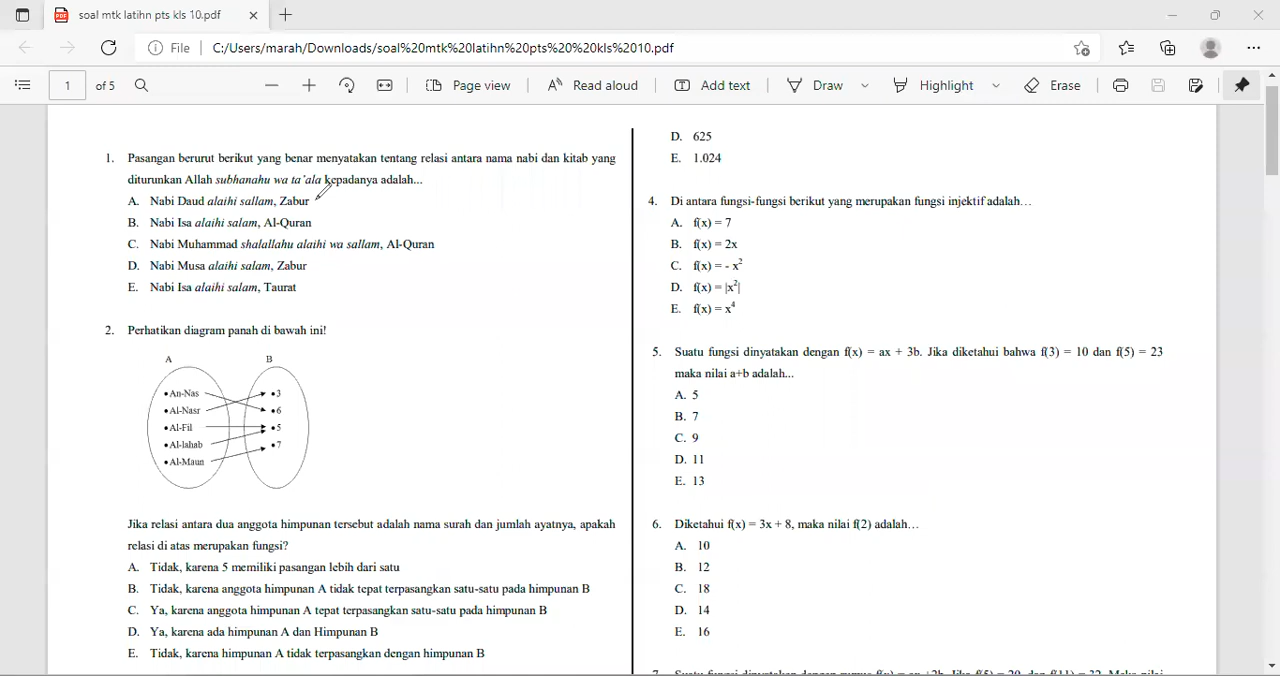 soal mtk latihn pts kls 10.pdf
File
C:/Users/marah/Downloads/soal%20mtk%20latihn%20pts%20%20kls%2010.pdf
1 of 5
Page view
Read aloud
Add text
Draw
Highlight
Erase
1. Pasangan berurut berikut yang benar menyatakan tentang relasi antara nama nabi dan kitab yang
diturunkan Allah subhanahu wa ta'ala kepadanya adalah...
A. Nabi Daud alaihi sallam, Zabur
B. Nabi Isa alaihi salam, Al-Quran
C. Nabi Muhammad shalallahu alaihi wa sallam, Al-Quran
D. Nabi Musa alaihi salam, Zabur
E. Nabi Isa alaihi salam, Taurat
2. Perhatikan diagram panah di bawah ini!
A B
•An-Nas •3
•Al-Nasr •6
•Al-Fil •5
•Al-lahab •7
•Al-Maun
Jika relasi antara dua anggota himpunan tersebut adalah nama surah dan jumlah ayatnya, apakah
relasi di atas merupakan fungsi?
A. Tidak, karena 5 memiliki pasangan lebih dari satu
B. Tidak, karena anggota himpunan A tidak tepat terpasangkan satu-satu pada himpunan B
C. Ya, karena anggota himpunan A tepat terpasangkan satu-satu pada himpunan B
D. Ya, karena ada himpunan A dan Himpunan B
E. Tidak, karena himpunan A tidak terpasangkan dengan himpunan B
D. 625
E. 1.024
4. Di antara fungsi-fungsi berikut yang merupakan fungsi injektif adalah…
A. f(x) = 7
B. f(x) = 2x
C. f(x) = - x²
D. f(x) = |x²|
E. f(x) = x⁴
5. Suatu fungsi dinyatakan dengan f(x) = ax + 3b. Jika diketahui bahwa f(3) = 10 dan f(5) = 23
maka nilai a+b adalah...
A. 5
B. 7
C. 9
D. 11
E. 13
6. Diketahui f(x) = 3x + 8, maka nilai f(2) adalah…
A. 10
B. 12
C. 18
D. 14
E. 16